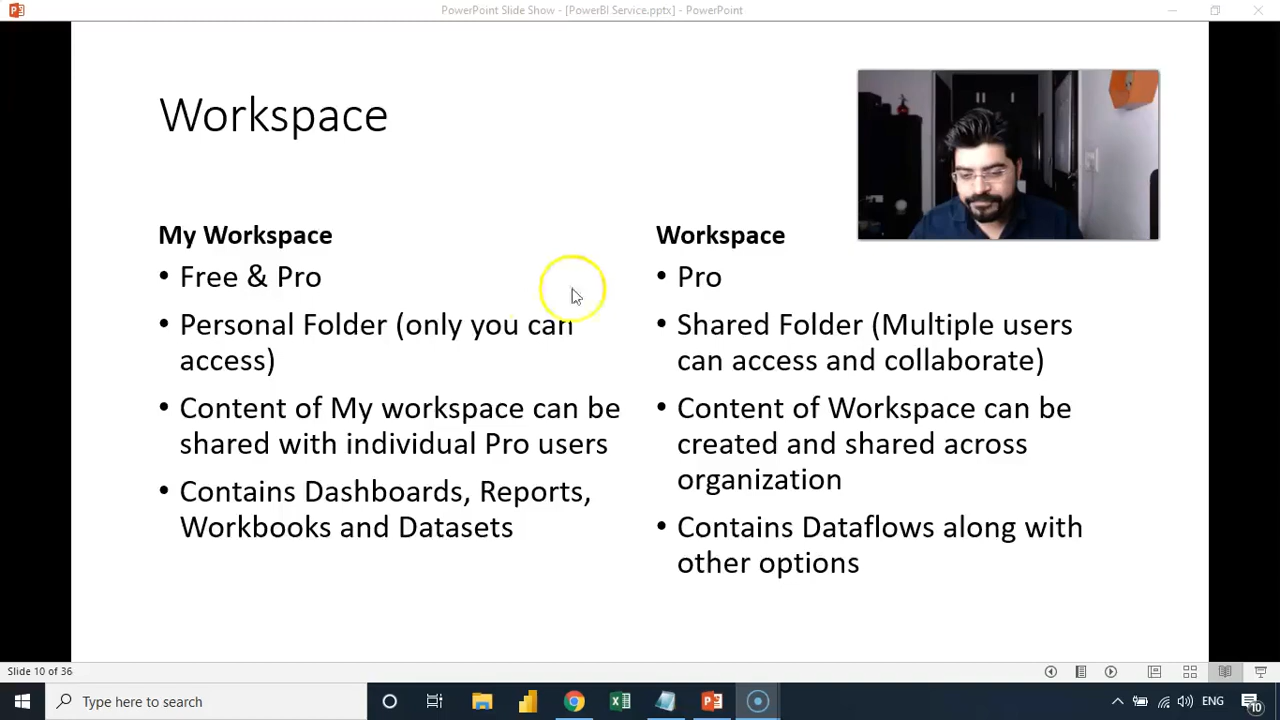 PowerPoint Slide Show - [PowerBI Service.pptx] - PowerPoint
Workspace
My Workspace
• Free & Pro
• Personal Folder (only you can
access)
• Content of My workspace can be
shared with individual Pro users
• Contains Dashboards, Reports,
Workbooks and Datasets
Workspace
• Pro
• Shared Folder (Multiple users
can access and collaborate)
• Content of Workspace can be
created and shared across
organization
• Contains Dataflows along with
other options
Slide 10 of 36
Type here to search
ENG
10